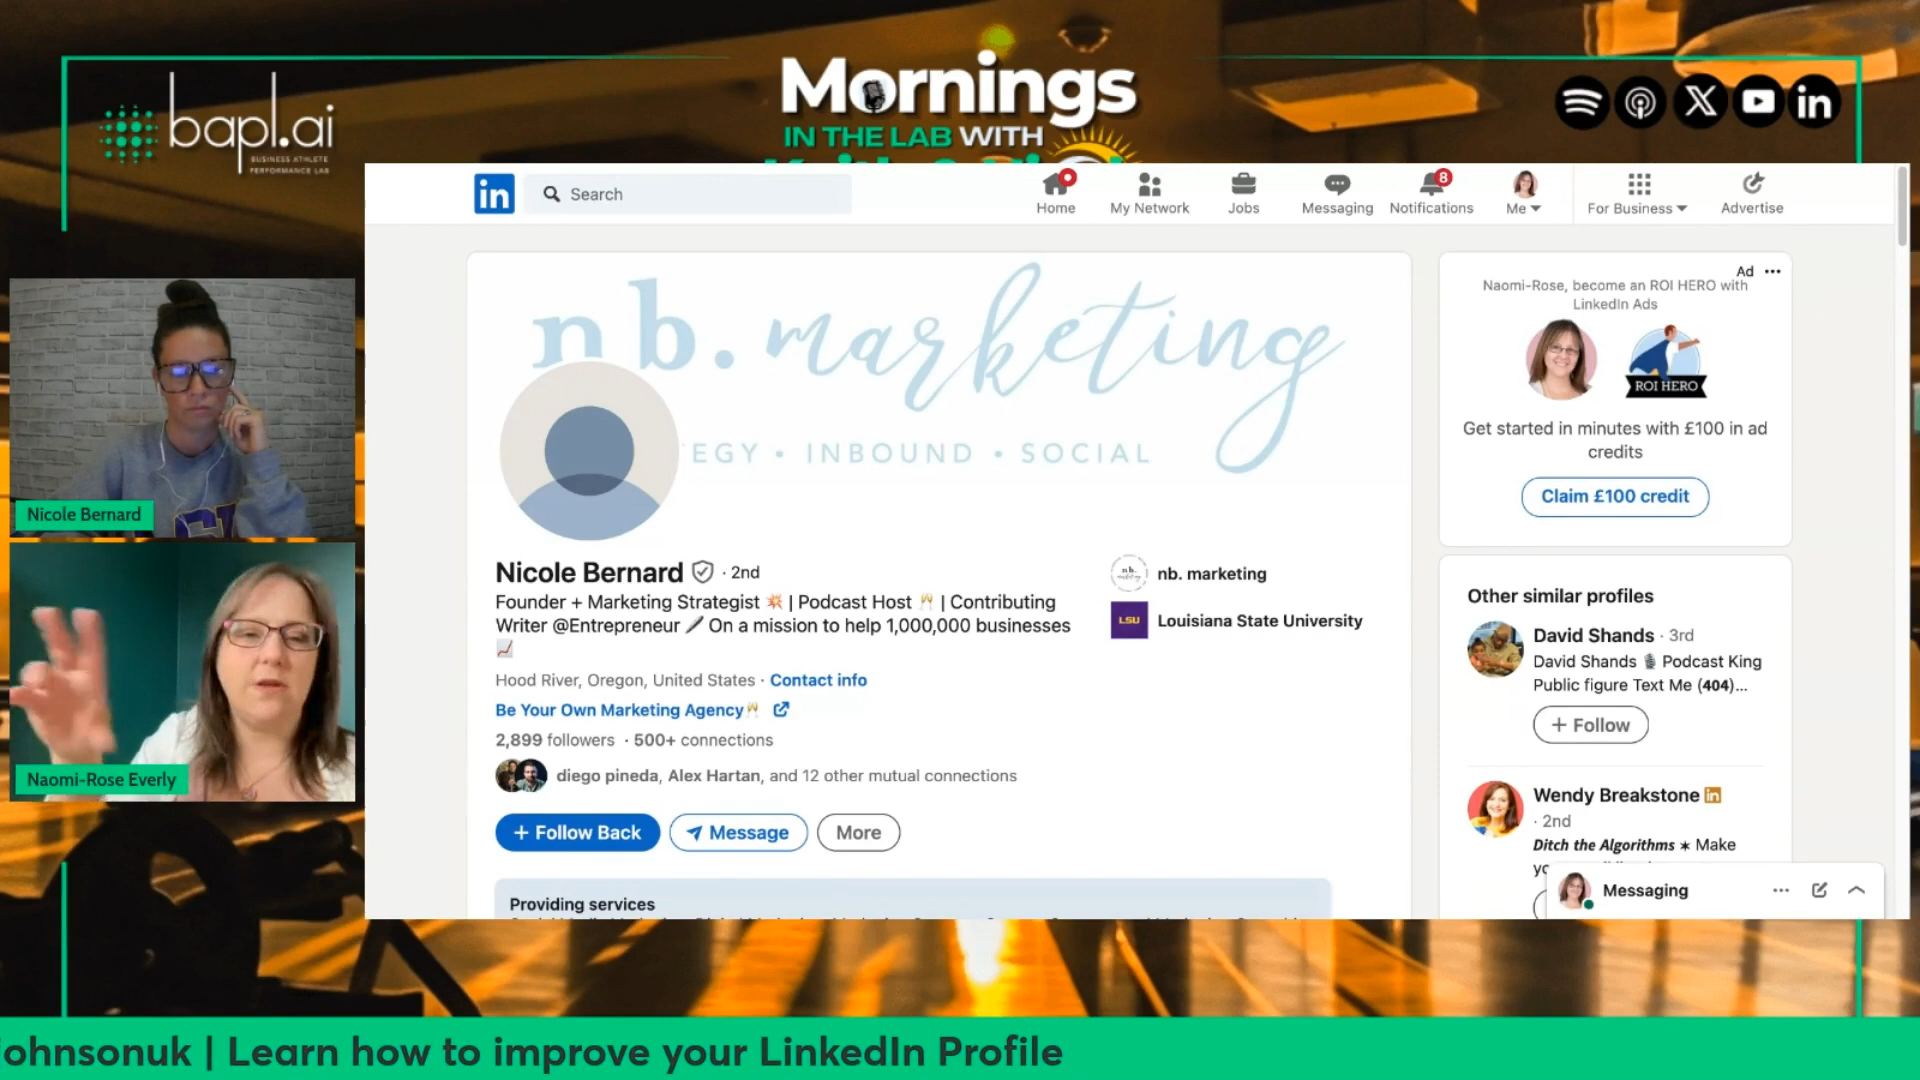 bapl.ai
BUSINESS ATHLETE
PERFORMANCE LAB
Mornings
IN THE LAB WITH
in
Search
Home
My Network
Jobs
Messaging
8
Notifications
Me
For Business
Advertise
nb. marketing
EGY • INBOUND • SOCIAL
Nicole Bernard · 2nd
Founder + Marketing Strategist 💥 | Podcast Host 🥂 | Contributing
Writer @Entrepreneur 🖋 On a mission to help 1,000,000 businesses
📈
nb. marketing
LSU Louisiana State University
Hood River, Oregon, United States · Contact info
Be Your Own Marketing Agency🥂
2,899 followers · 500+ connections
diego pineda, Alex Hartan, and 12 other mutual connections
+ Follow Back
Message
More
Providing services
Ad
Naomi-Rose, become an ROI HERO with
LinkedIn Ads
ROI HERO
Get started in minutes with £100 in ad
credits
Claim £100 credit
Other similar profiles
David Shands · 3rd
David Shands 🎙 Podcast King
Public figure Text Me (404)...
+ Follow
Wendy Breakstone in
· 2nd
Ditch the Algorithms ✶ Make
Messaging
Nicole Bernard
Naomi-Rose Everly
johnsonuk | Learn how to improve your LinkedIn Profile